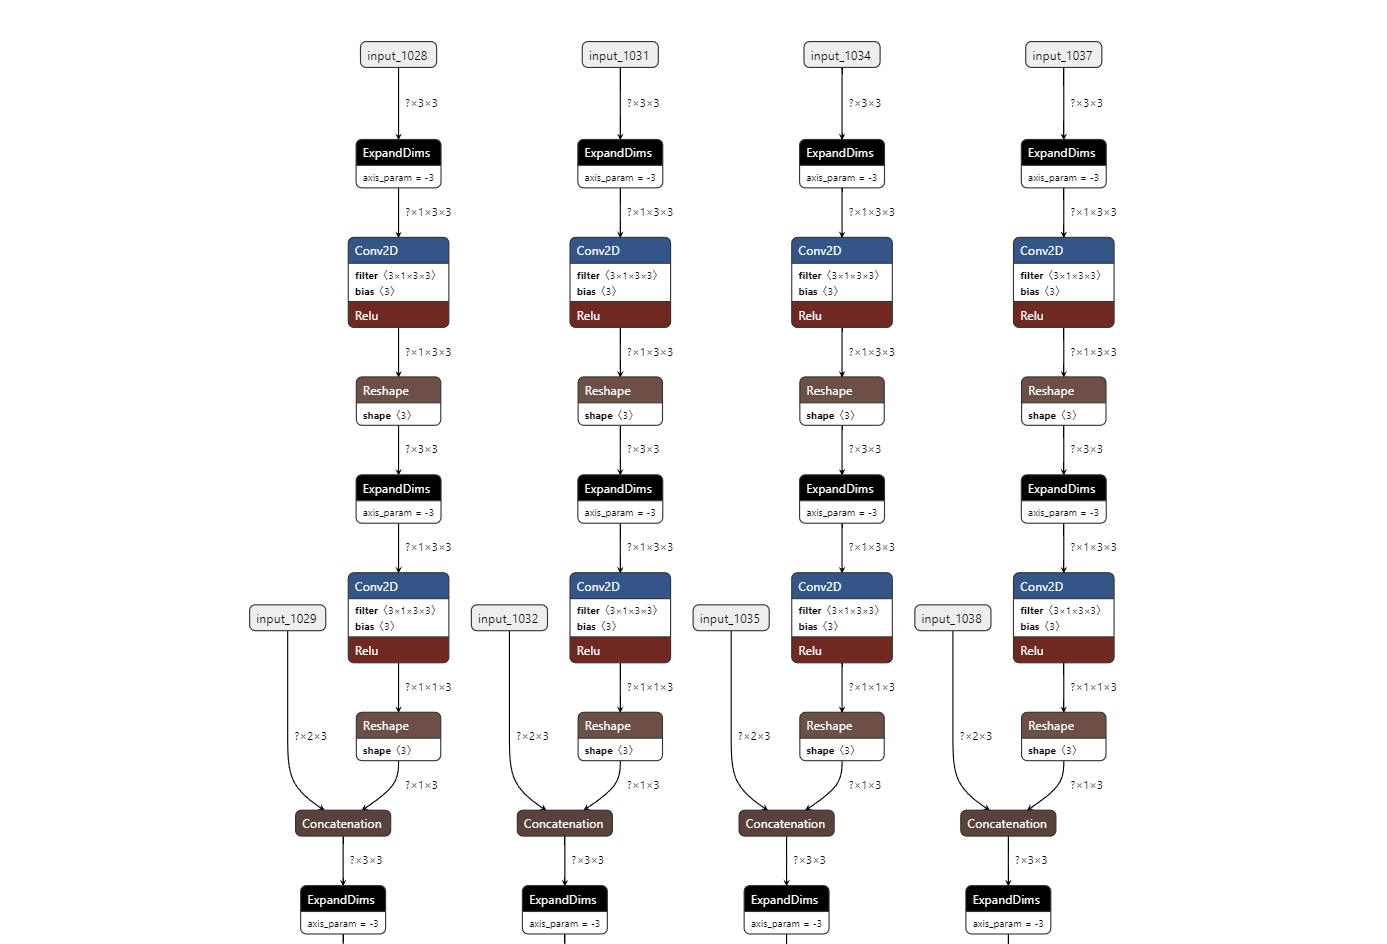 input_1028 input_1031 input_1034 input_1037
?×3×3 ?×3×3 ?×3×3 ?×3×3
ExpandDims ExpandDims ExpandDims ExpandDims
axis_param = -3 axis_param = -3 axis_param = -3 axis_param = -3
?×1×3×3 ?×1×3×3 ?×1×3×3 ?×1×3×3
Conv2D Conv2D Conv2D Conv2D
filter 〈3×1×3×3〉 filter 〈3×1×3×3〉 filter 〈3×1×3×3〉 filter 〈3×1×3×3〉
bias 〈3〉 bias 〈3〉 bias 〈3〉 bias 〈3〉
Relu Relu Relu Relu
?×1×3×3 ?×1×3×3 ?×1×3×3 ?×1×3×3
Reshape Reshape Reshape Reshape
shape 〈3〉 shape 〈3〉 shape 〈3〉 shape 〈3〉
?×3×3 ?×3×3 ?×3×3 ?×3×3
ExpandDims ExpandDims ExpandDims ExpandDims
axis_param = -3 axis_param = -3 axis_param = -3 axis_param = -3
?×1×3×3 ?×1×3×3 ?×1×3×3 ?×1×3×3
Conv2D Conv2D Conv2D Conv2D
filter 〈3×1×3×3〉 filter 〈3×1×3×3〉 filter 〈3×1×3×3〉 filter 〈3×1×3×3〉
input_1029 bias 〈3〉 input_1032 bias 〈3〉 input_1035 bias 〈3〉 input_1038 bias 〈3〉
Relu Relu Relu Relu
?×1×1×3 ?×1×1×3 ?×1×1×3 ?×1×1×3
Reshape Reshape Reshape Reshape
?×2×3 ?×2×3 ?×2×3 ?×2×3
shape 〈3〉 shape 〈3〉 shape 〈3〉 shape 〈3〉
?×1×3 ?×1×3 ?×1×3 ?×1×3
Concatenation Concatenation Concatenation Concatenation
?×3×3 ?×3×3 ?×3×3 ?×3×3
ExpandDims ExpandDims ExpandDims ExpandDims
axis_param = -3 axis_param = -3 axis_param = -3 axis_param = -3